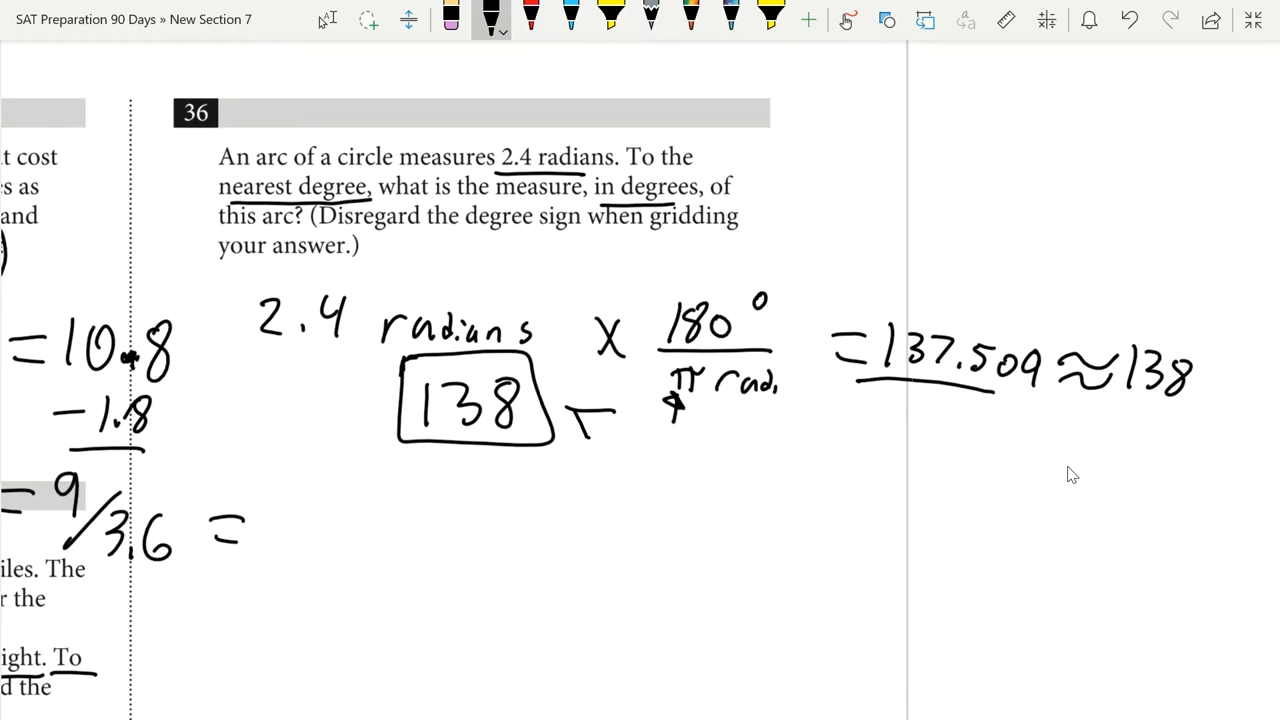 SAT Preparation 90 Days » New Section 7
36
t cost
s as
and
)
An arc of a circle measures 2.4 radians. To the
nearest degree, what is the measure, in degrees, of
this arc? (Disregard the degree sign when gridding
your answer.)
= 10.8
- 1.8
= 9/3.6 =
2.4 radians × 180° / π rad. = 137.509 ≈ 138
138
iles. The
r the
ight. To
d the